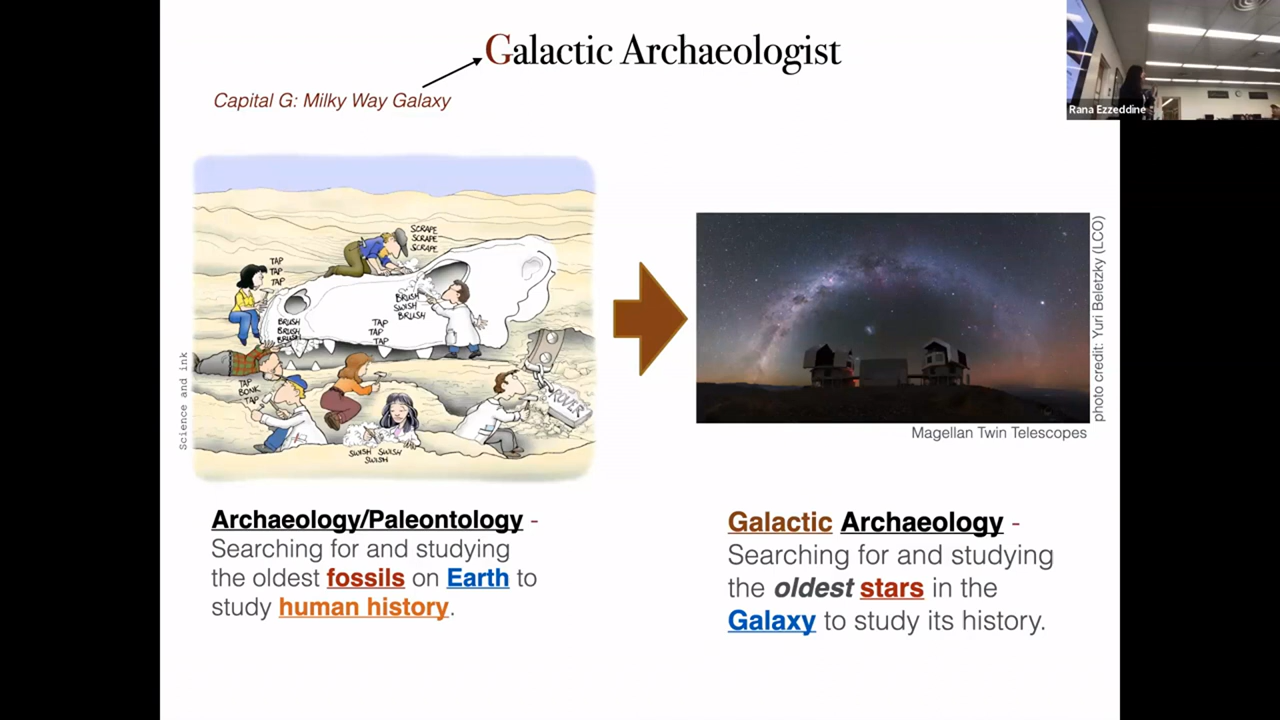 Galactic Archaeologist
Capital G: Milky Way Galaxy
Rana Ezzeddine
SCRAPE
SCRAPE
SCRAPE
TAP
TAP
TAP
BRUSH
SWISH
BRUSH
BRUSH
BRUSH
BRUSH
TAP
TAP
TAP
TAP
BONK
TAP
ROVER
SWISH SWISH
SWISH
Science and ink
photo credit: Yuri Beletzky (LCO)
Magellan Twin Telescopes
Archaeology/Paleontology -
Searching for and studying
the oldest fossils on Earth to
study human history.
Galactic Archaeology -
Searching for and studying
the oldest stars in the
Galaxy to study its history.